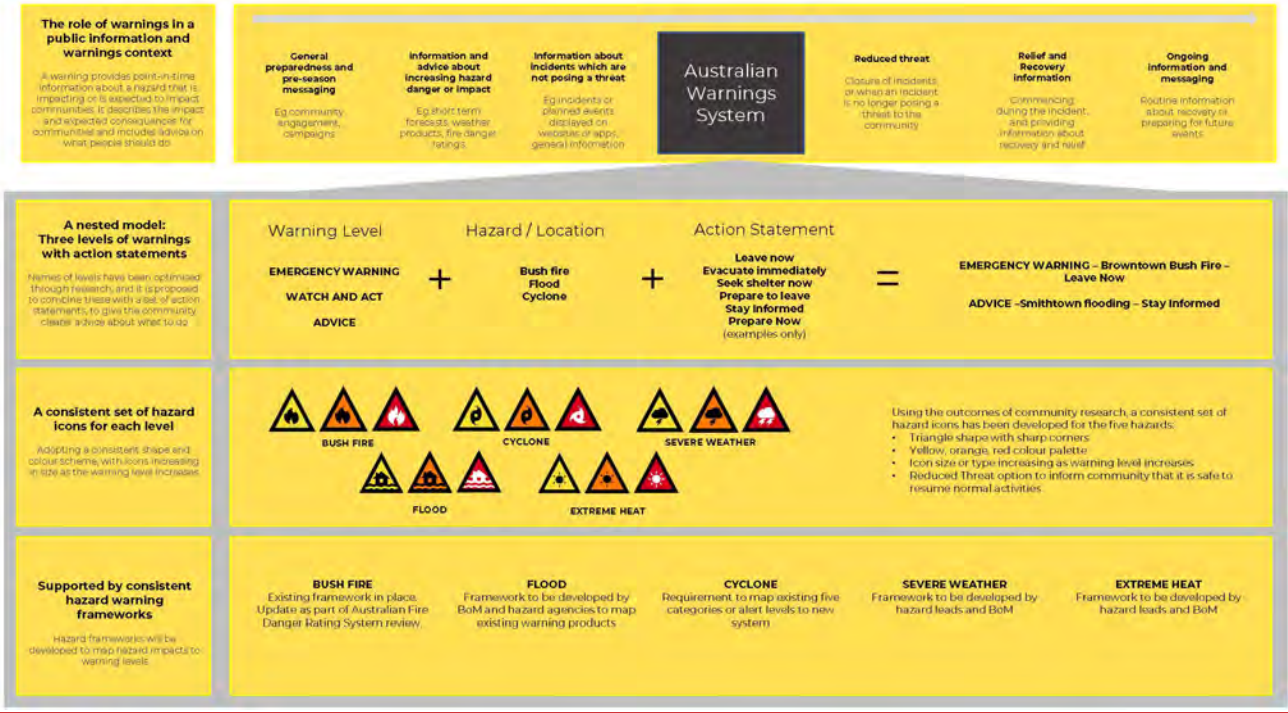 The role of warnings in a
public information and
warnings context
A warning provides point-in-time
information about a hazard that is
impacting or is expected to impact
communities. It describes the impact
and expected consequences for
communities and includes advice on
what people should do
General
preparedness and
pre-season
messaging
Eg community
engagement,
campaigns
information and
advice about
increasing hazard
danger or impact
Eg short term
forecasts, weather
products, fire danger
ratings,
Information about
incidents which are
not posing a threat
Eg incidents or
planned events
displayed on
websites or apps,
general information
Australian
Warnings
System
Reduced threat
Closure of incidents
or when an incident
is no longer posing a
threat to the
community
Relief and
Recovery
information
Commencing
during the incident,
and providing
information about
recovery and relief
Ongoing
information and
messaging
Routine information
about recovery or
preparing for future
events
A nested model:
Three levels of warnings
with action statements
Names of levels have been optimised
through research, and it is proposed
to combine these with a set of action
statements, to give the community
clearer advice about what to do
Warning Level
EMERGENCY WARNING
WATCH AND ACT
ADVICE
+
Hazard / Location
Bush fire
Flood
Cyclone
+
Action Statement
Leave now
Evacuate immediately
Seek shelter now
Prepare to leave
Stay Informed
Prepare Now
(examples only)
=
EMERGENCY WARNING – Browntown Bush Fire –
Leave Now
ADVICE –Smithtown flooding – Stay Informed
A consistent set of hazard
icons for each level
Adopting a consistent shape and
colour scheme, with icons increasing
in size as the warning level increases
BUSH FIRE
CYCLONE
SEVERE WEATHER
FLOOD
EXTREME HEAT
Using the outcomes of community research, a consistent set of
hazard icons has been developed for the five hazards:
• Triangle shape with sharp corners
• Yellow, orange, red colour palette
• Icon size or type increasing as warning level increases
• Reduced Threat option to inform community that it is safe to
resume normal activities
Supported by consistent
hazard warning
frameworks
Hazard frameworks will be
developed to map hazard impacts to
warning levels
BUSH FIRE
Existing framework in place.
Update as part of Australian Fire
Danger Rating System review.
FLOOD
Framework to be developed by
BoM and hazard agencies to map
existing warning products
CYCLONE
Requirement to map existing five
categories or alert levels to new
system
SEVERE WEATHER
Framework to be developed by
hazard leads and BoM
EXTREME HEAT
Framework to be developed by
hazard leads and BoM